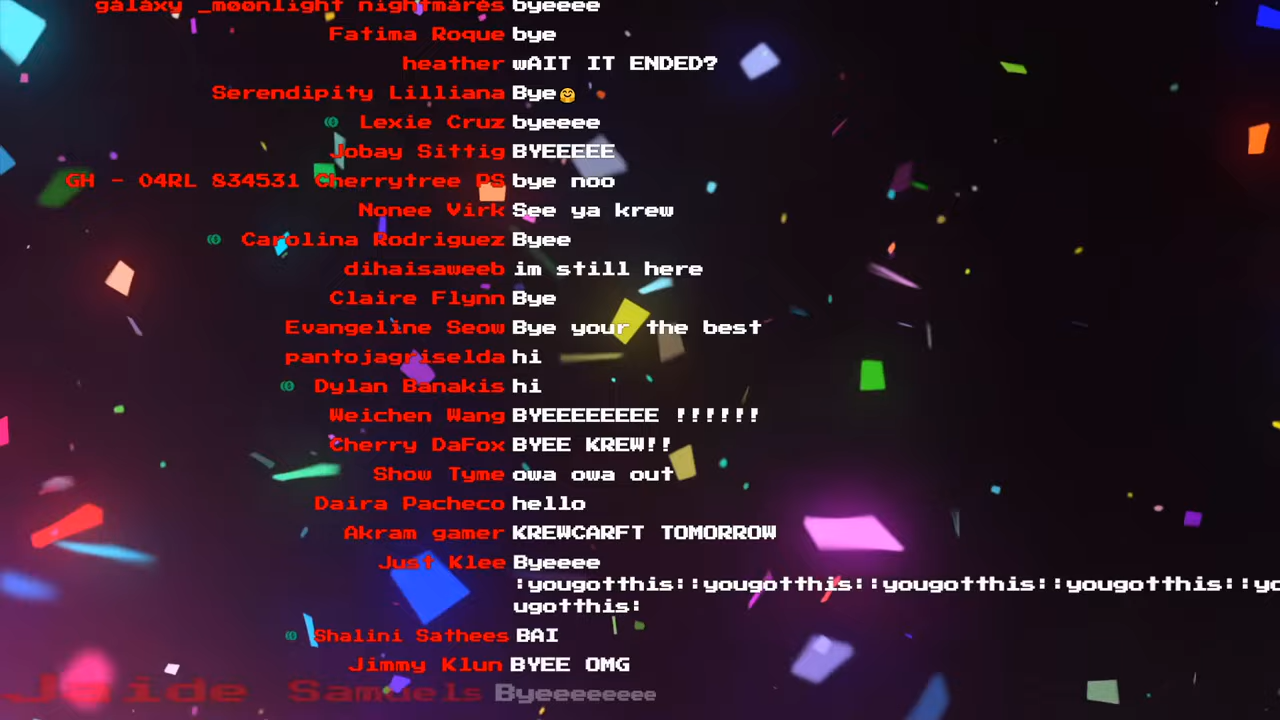 galaxy _møønlight nightmares byeeee
Fatima Roque bye
heather wAIT IT ENDED?
Serendipity Lilliana Bye🤗
Lexie Cruz byeeee
Jobay Sittig BYEEEEE
GH - 04RL 834531 Cherrytree PS bye noo
Nonee Virk See ya krew
Carolina Rodriguez Byee
dihaisaweeb im still here
Claire Flynn Bye
Evangeline Seow Bye your the best
pantojagriselda hi
Dylan Banakis hi
Weichen Wang BYEEEEEEEE !!!!!!
Cherry DaFox BYEE KREW!!
Show Tyme owa owa out
Daira Pacheco hello
Akram gamer KREWCARFT TOMORROW
Just Klee Byeeee
:yougotthis::yougotthis::yougotthis::yougotthis::yo
ugotthis:
Shalini Sathees BAI
Jimmy Klun BYEE OMG
Samuels Byeeeeeeeee